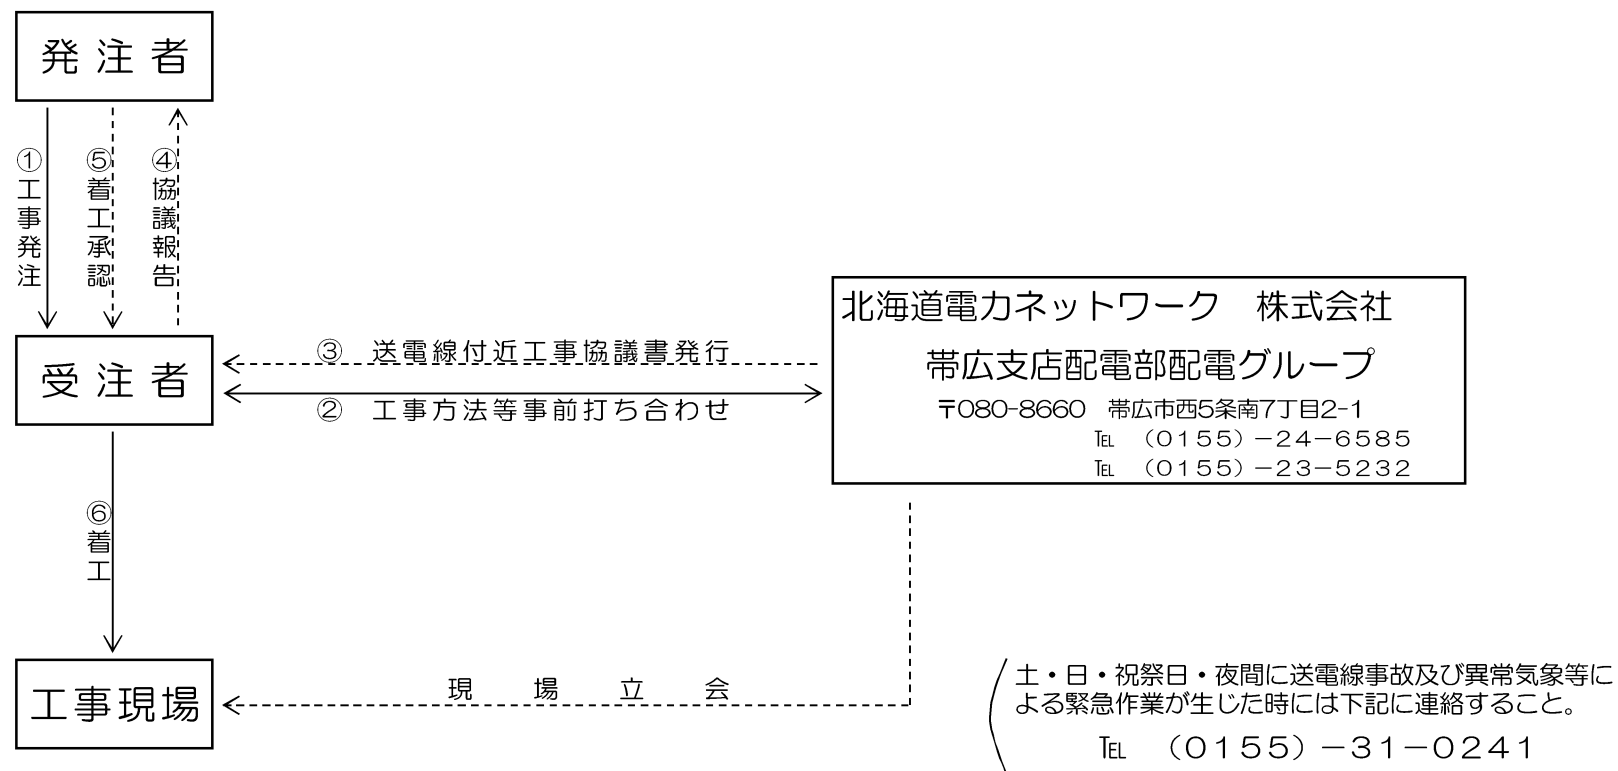 発注者
①工事発注
⑤着工承認
④協議報告
受注者
③　送電線付近工事協議書発行
②　工事方法等事前打ち合わせ
北海道電力ネットワーク　株式会社
帯広支店配電部配電グループ
〒080-8660　帯広市西5条南7丁目2-1
℡　（０１５５）－２４－６５８５
℡　（０１５５）－２３－５２３２
⑥着工
工事現場
現場立会
土・日・祝祭日・夜間に送電線事故及び異常気象等に
よる緊急作業が生じた時には下記に連絡すること。
℡　（０１５５）－３１－０２４１